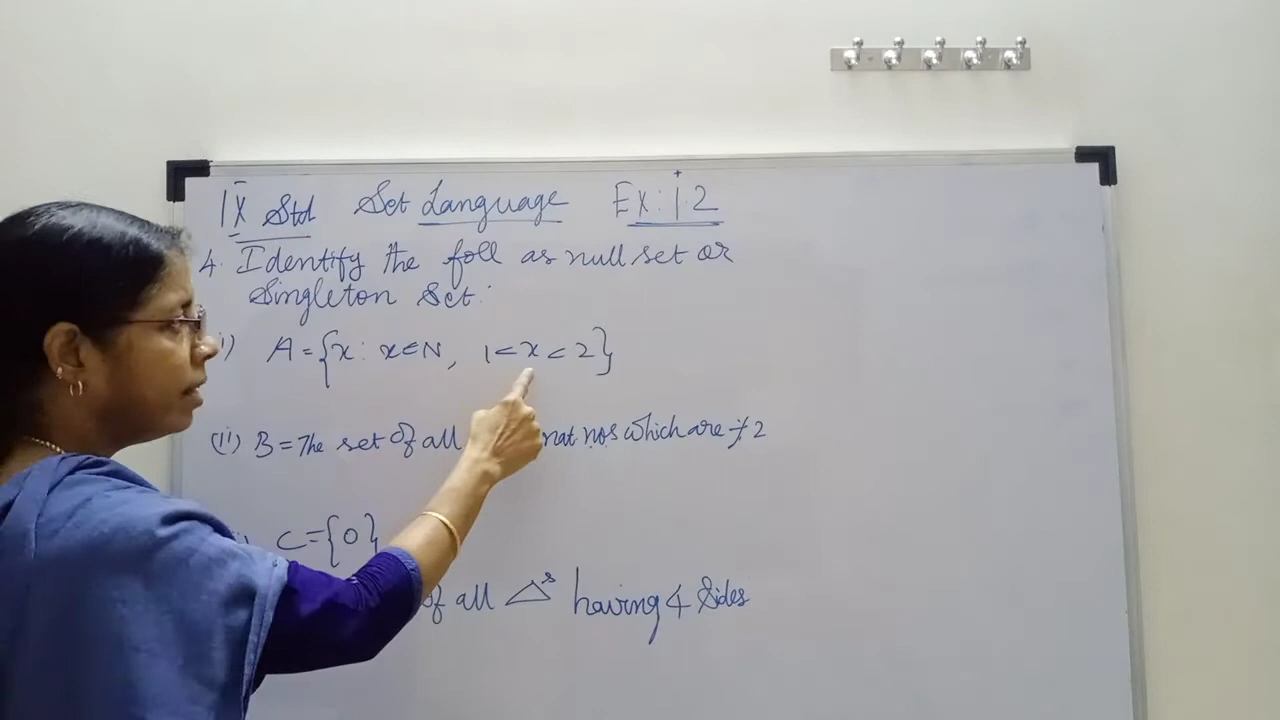 IX Std Set Language Ex: 1.2
4. Identify the foll as null set or
Singleton Set:
i) A = {x : x ∈ N, 1 < x < 2}
(ii) B = The set of all nat nos which are ÷ 2
C = {0}
of all Δs having 4 sides